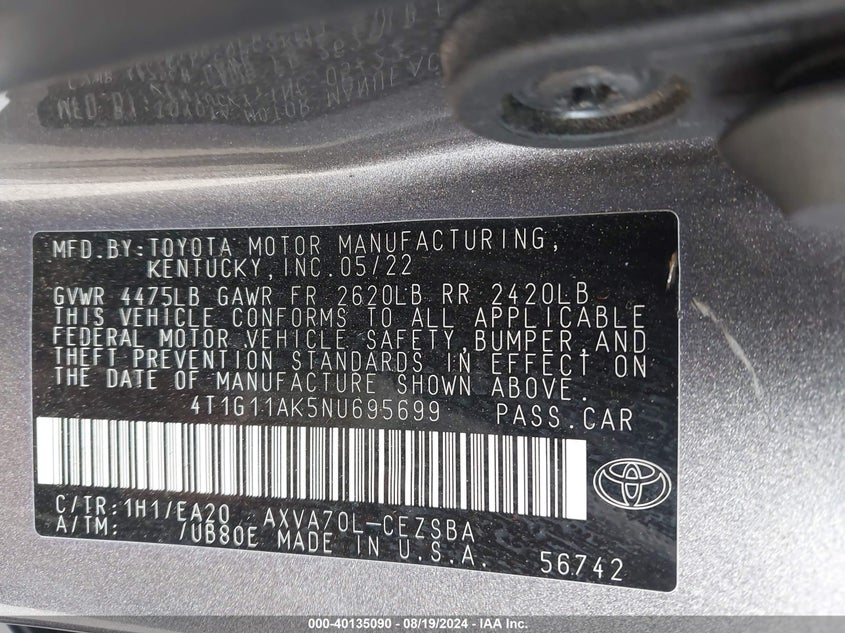 MFD.BY:TOYOTA MOTOR MANUFACTURING,
KENTUCKY,INC.05/22
GVWR 4475LB GAWR FR 2620LB RR 2420LB
THIS VEHICLE CONFORMS TO ALL APPLICABLE
FEDERAL MOTOR VEHICLE SAFETY,BUMPER,AND
THEFT PREVENTION STANDARDS IN EFFECT ON
THE DATE OF MANUFACTURE SHOWN ABOVE.
4T1G11AK5NU695699 PASS.CAR
C/TR:1H1/EA20 AXVA70L-CEZSBA
A/TM: /UB80E MADE IN U.S.A. 56742
000-40135090 - 08/19/2024 - IAA Inc.